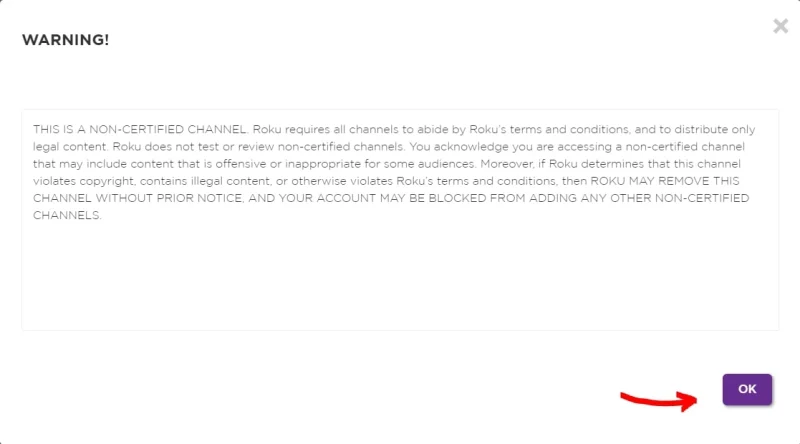 WARNING!
THIS IS A NON-CERTIFIED CHANNEL. Roku requires all channels to abide by Roku's terms and conditions, and to distribute only
legal content. Roku does not test or review non-certified channels. You acknowledge you are accessing a non-certified channel
that may include content that is offensive or inappropriate for some audiences. Moreover, if Roku determines that this channel
violates copyright, contains illegal content, or otherwise violates Roku's terms and conditions, then ROKU MAY REMOVE THIS
CHANNEL WITHOUT PRIOR NOTICE, AND YOUR ACCOUNT MAY BE BLOCKED FROM ADDING ANY OTHER NON-CERTIFIED
CHANNELS.
OK